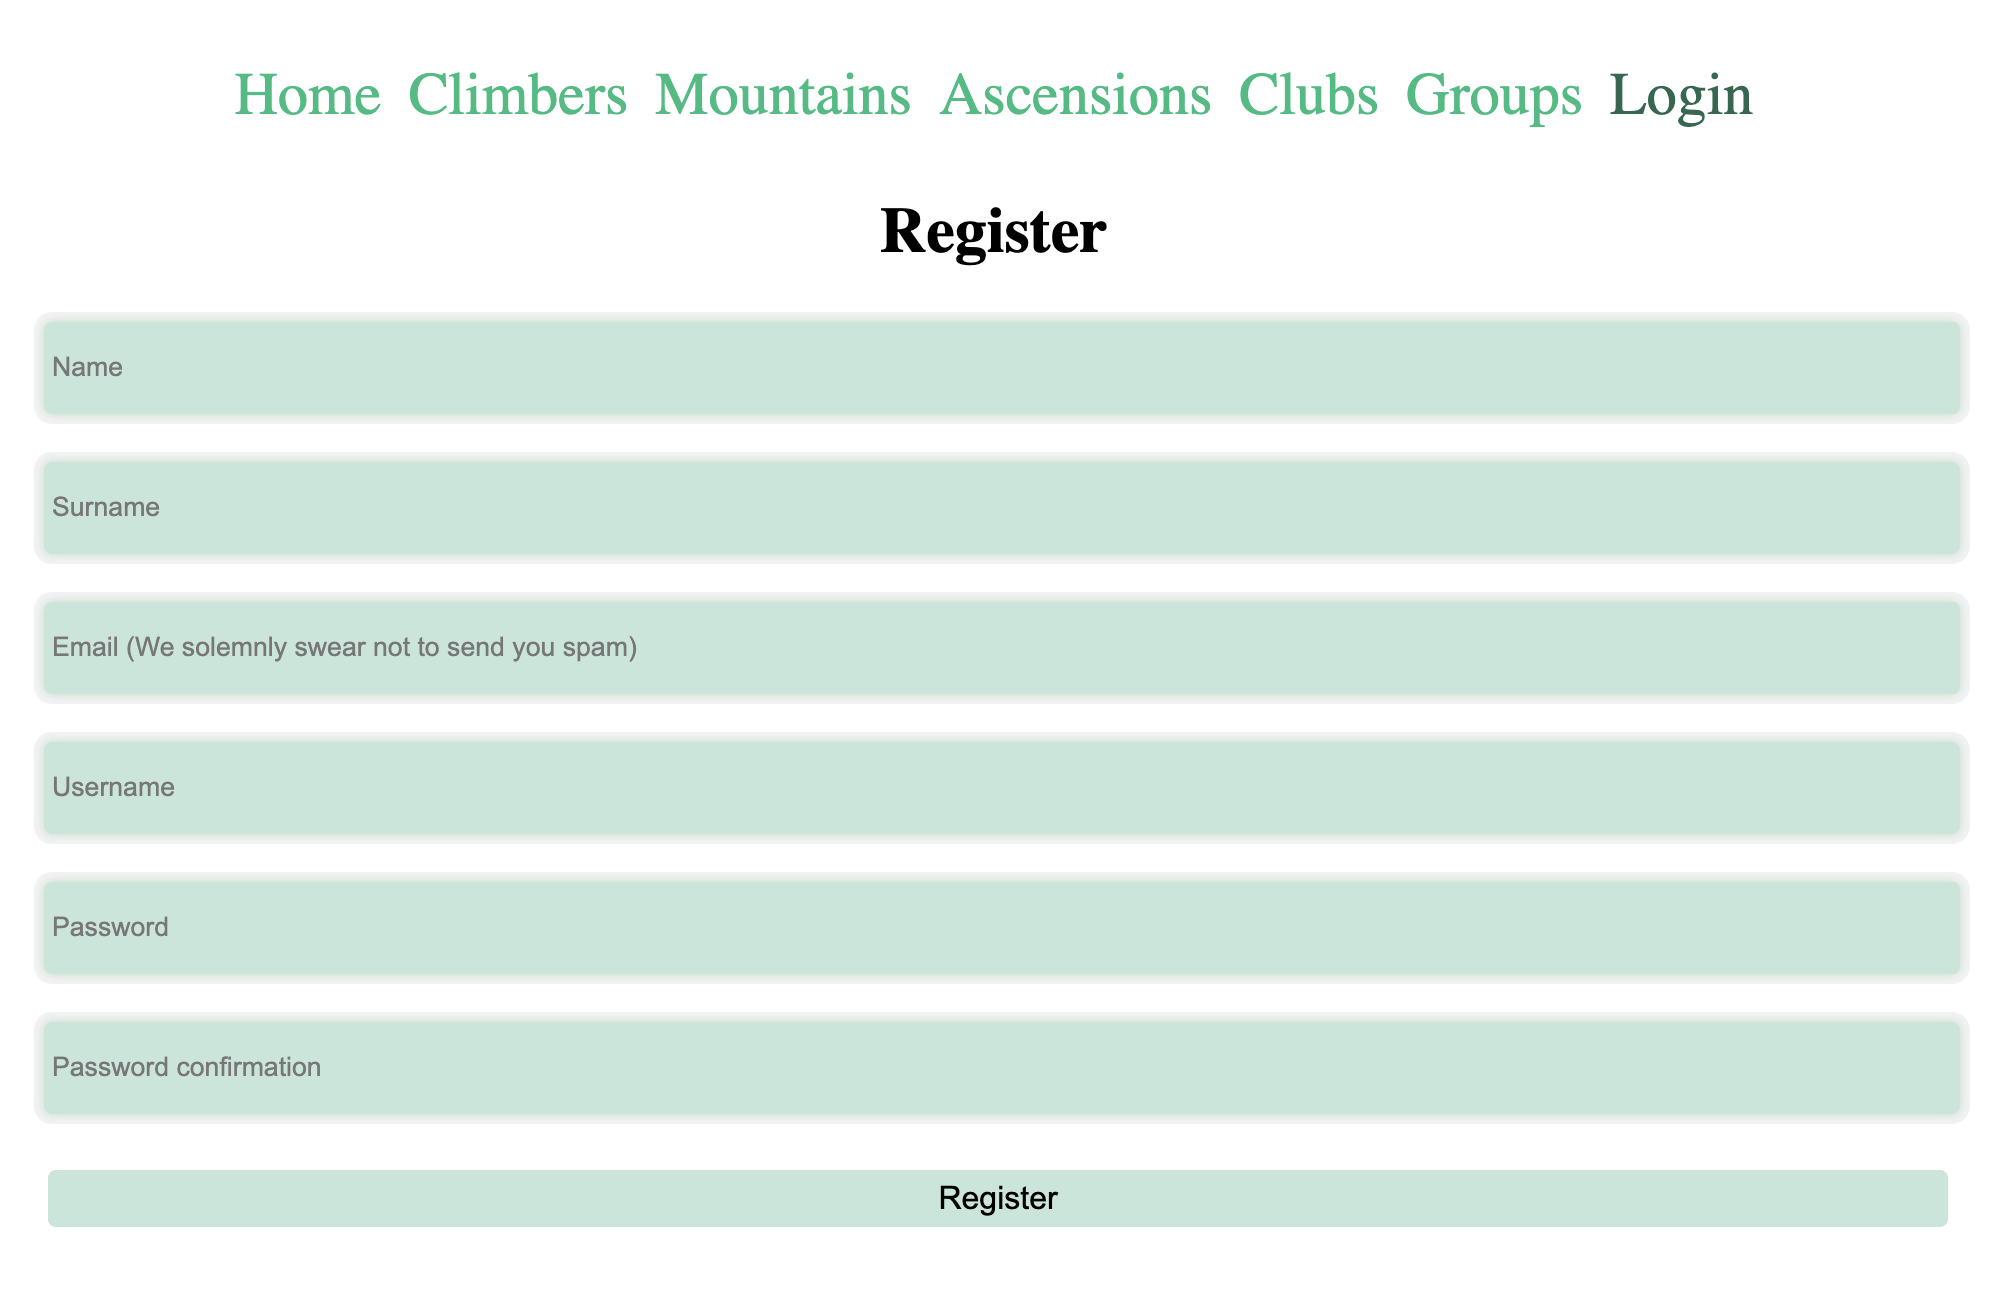 Home Climbers Mountains Ascensions Clubs Groups Login
Register
Name
Surname
Email (We solemnly swear not to send you spam)
Username
Password
Password confirmation
Register